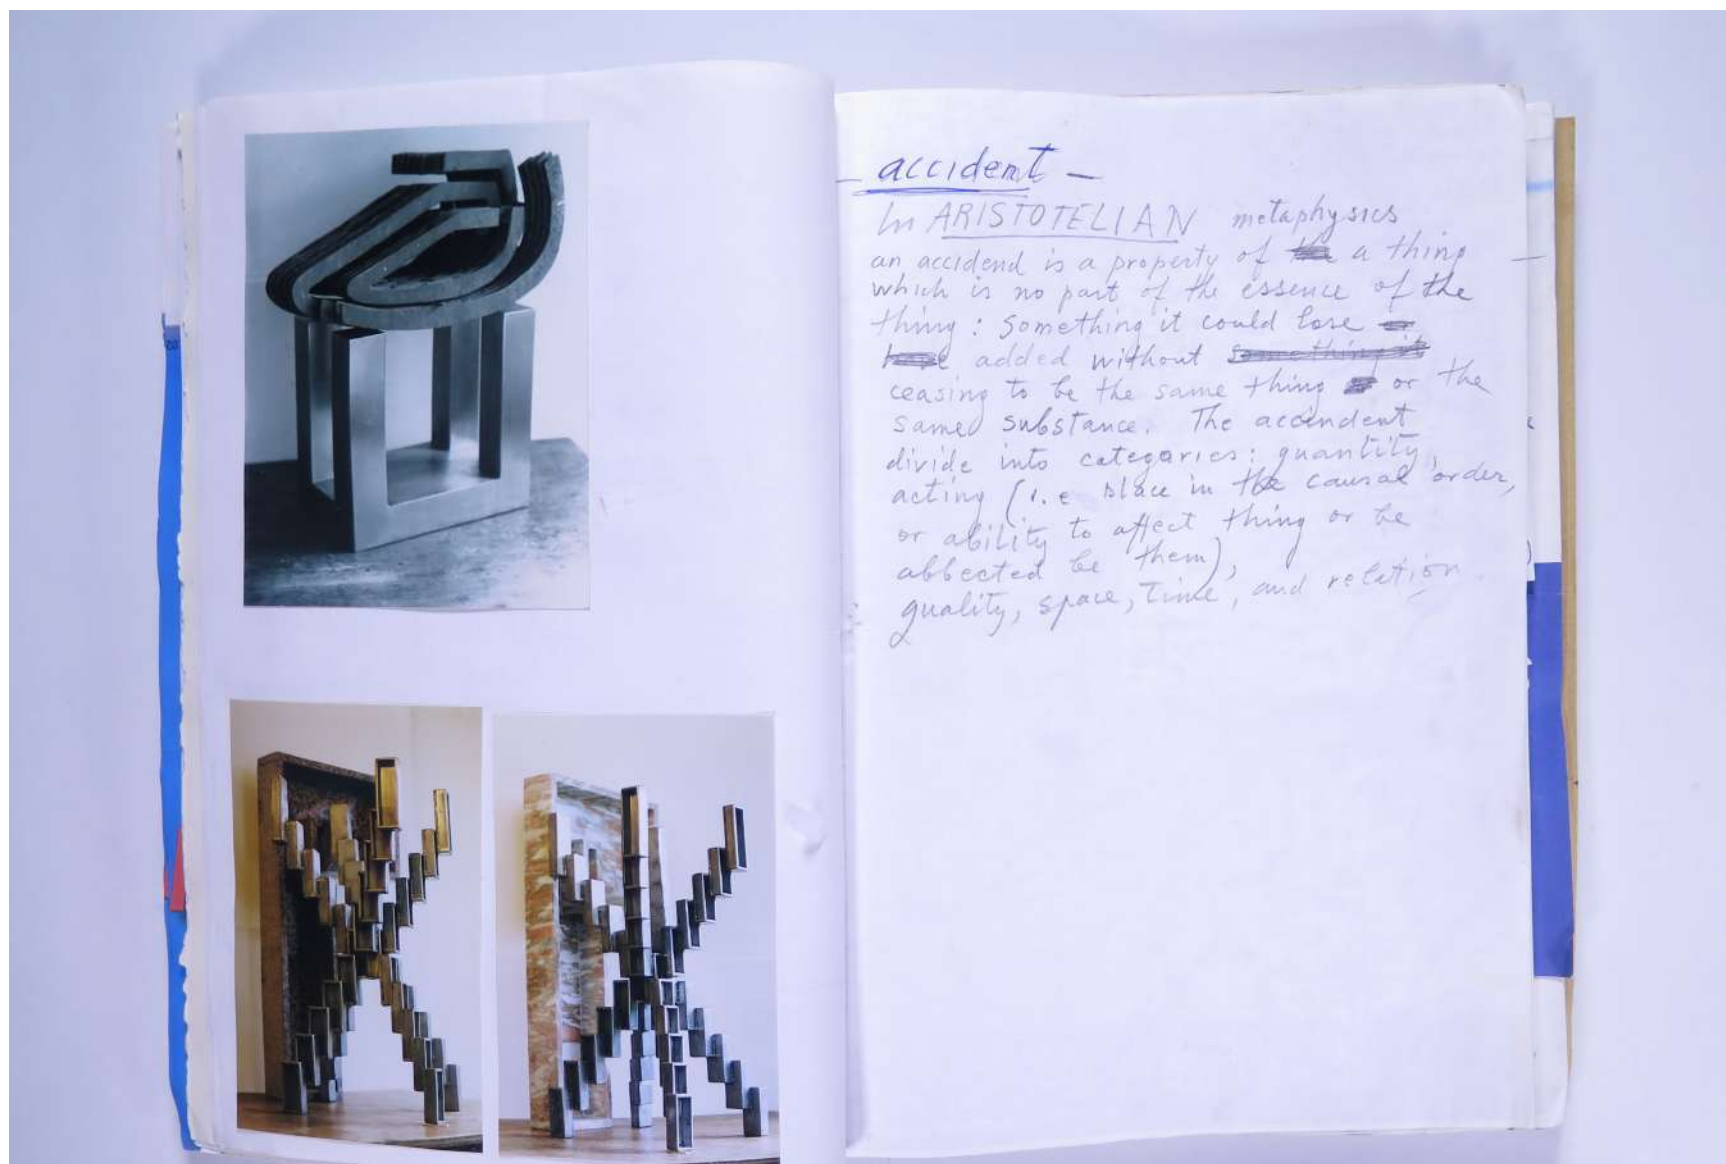 – accident –
In ARISTOTELIAN metaphysics
an accidend is a property of a thing
which is no part of the essence of the
thing : something it could lose
added without something it
ceasing to be the same thing or the
same substance. The accendent
divide into categories: quantity,
acting (i.e place in the causal order,
or ability to affect thing or be
abbected be them),
quality, space, time, and relation.